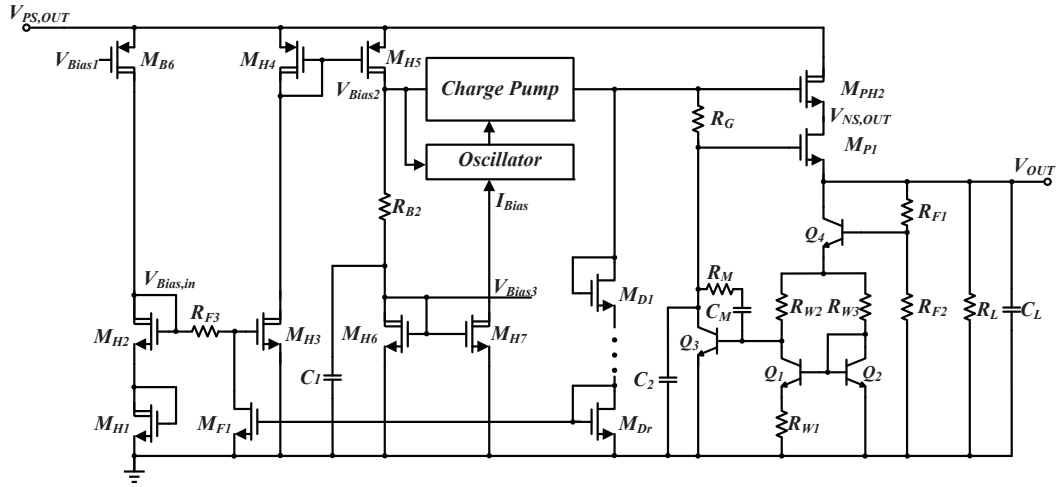 V_PS,OUT
V_Bias1
M_B6
M_H4
M_H5
V_Bias2
Charge Pump
Oscillator
I_Bias
R_B2
R_G
M_PH2
V_NS,OUT
M_P1
V_OUT
R_F1
Q_4
V_Bias,in
V_Bias3
M_D1
R_M
C_M
R_W2
R_W3
R_F2
R_L
C_L
M_H2
R_F3
M_H3
M_H6
M_H7
Q_3
C_1
C_2
Q_1
Q_2
M_H1
M_F1
M_Dr
R_W1